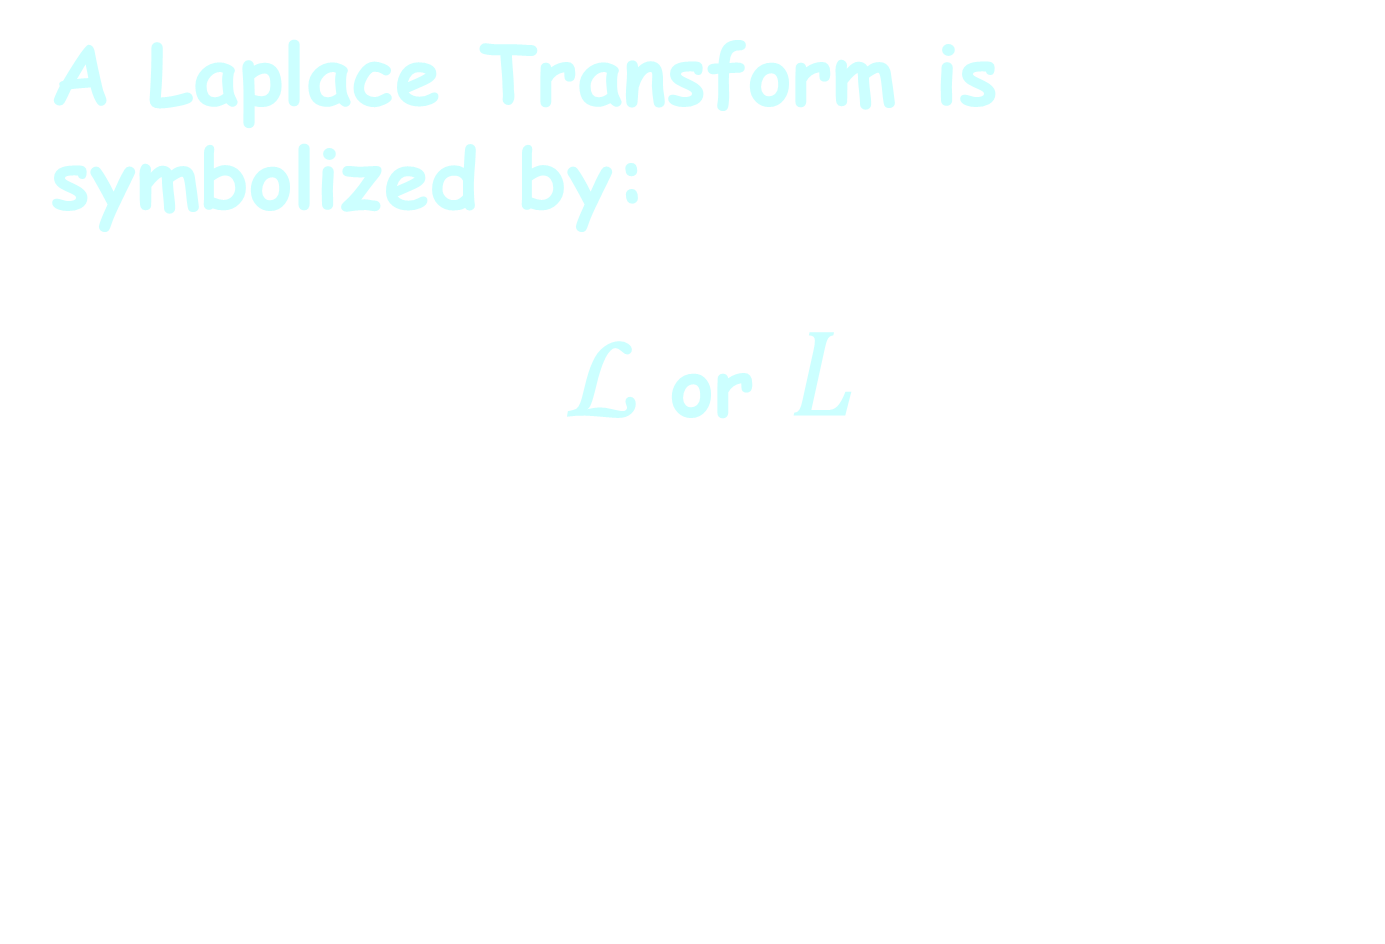 A Laplace Transform is
symbolized by:
ℒ or L